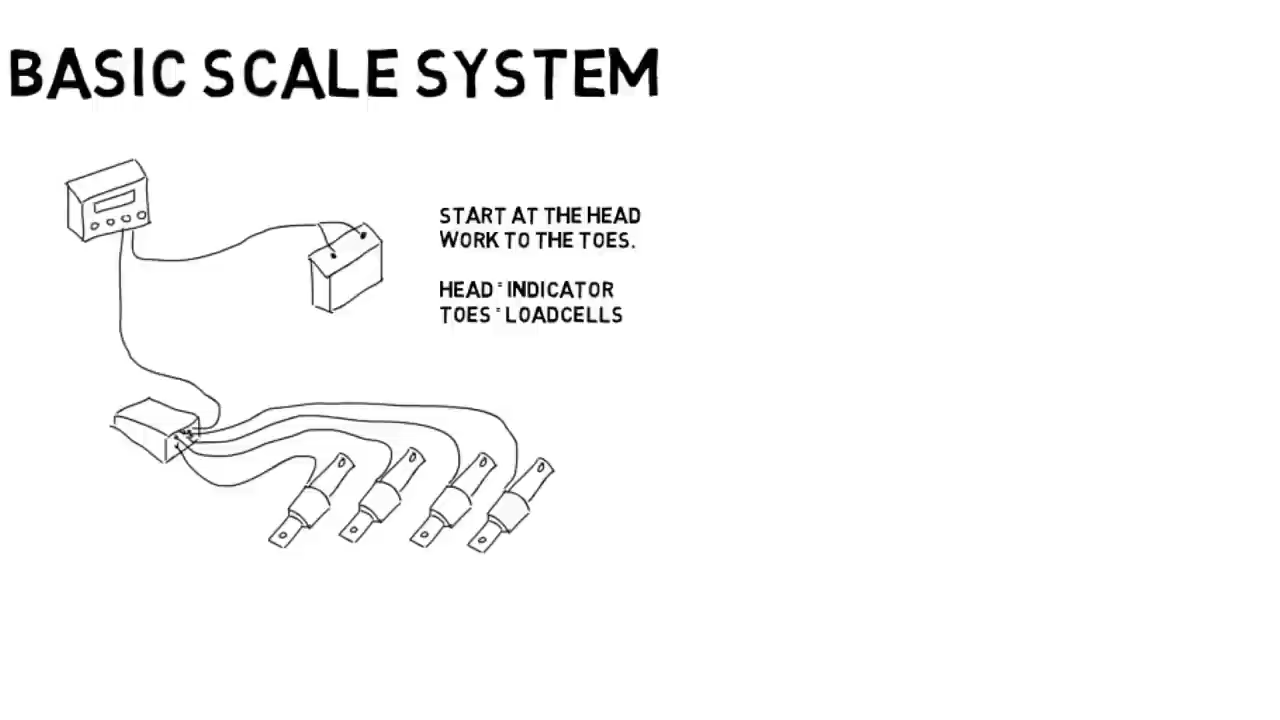 BASIC SCALE SYSTEM
START AT THE HEAD
WORK TO THE TOES.
HEAD = INDICATOR
TOES = LOADCELLS